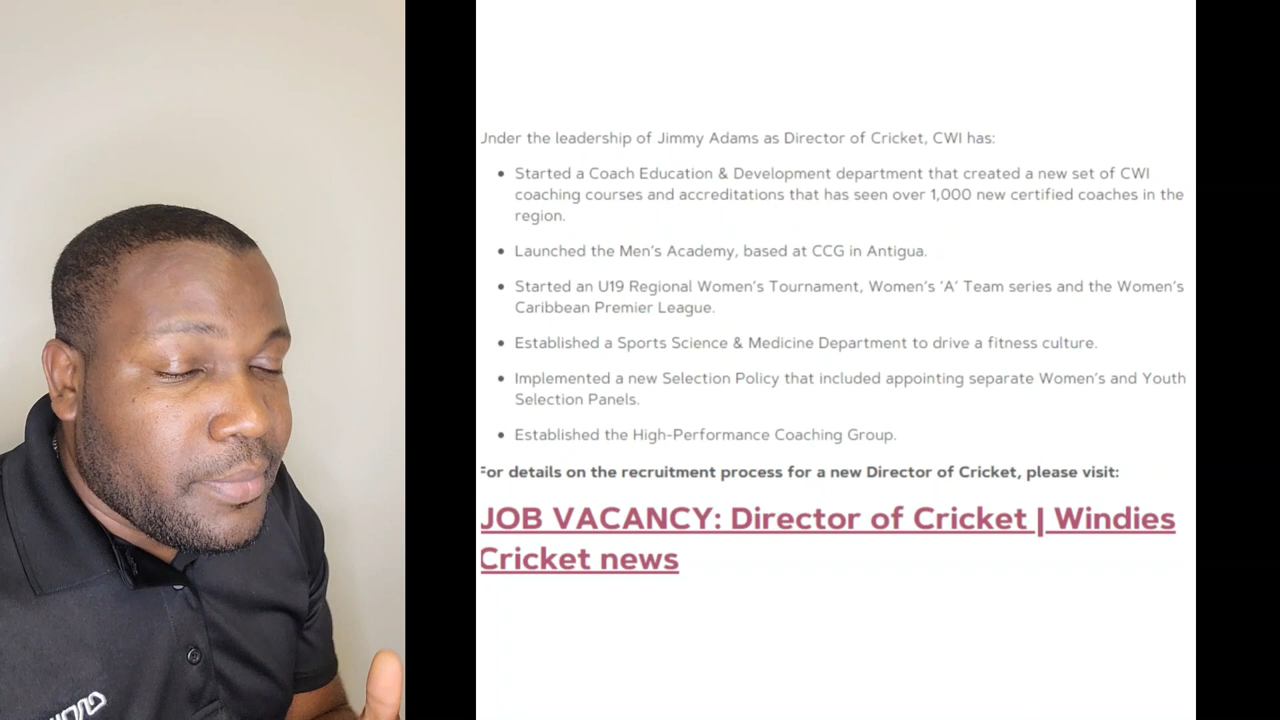 Under the leadership of Jimmy Adams as Director of Cricket, CWI has:
• Started a Coach Education & Development department that created a new set of CWI
coaching courses and accreditations that has seen over 1,000 new certified coaches in the
region.
• Launched the Men's Academy, based at CCG in Antigua.
• Started an U19 Regional Women's Tournament, Women's 'A' Team series and the Women's
Caribbean Premier League.
• Established a Sports Science & Medicine Department to drive a fitness culture.
• Implemented a new Selection Policy that included appointing separate Women's and Youth
Selection Panels.
• Established the High-Performance Coaching Group.
For details on the recruitment process for a new Director of Cricket, please visit:
JOB VACANCY: Director of Cricket | Windies
Cricket news